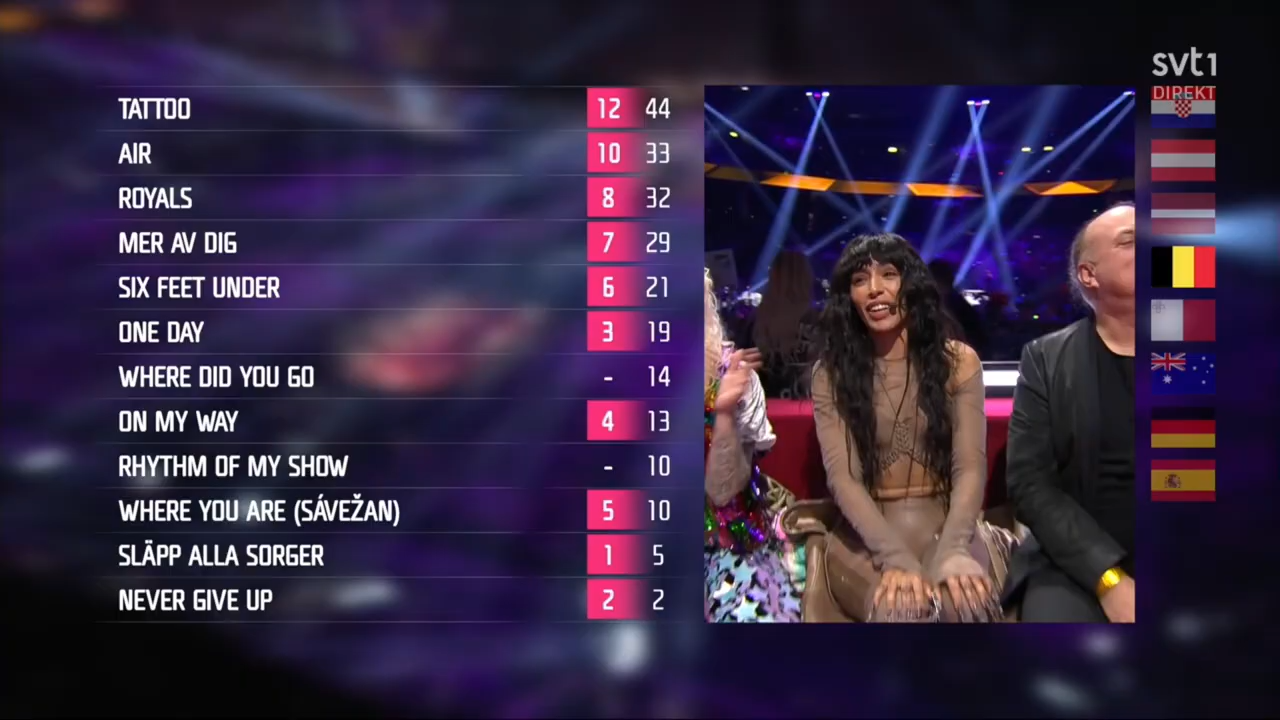 svt1
DIREKT
TATTOO 12 44
AIR 10 33
ROYALS 8 32
MER AV DIG 7 29
SIX FEET UNDER 6 21
ONE DAY 3 19
WHERE DID YOU GO - 14
ON MY WAY 4 13
RHYTHM OF MY SHOW - 10
WHERE YOU ARE (SÁVEŽAN) 5 10
SLÄPP ALLA SORGER 1 5
NEVER GIVE UP 2 2